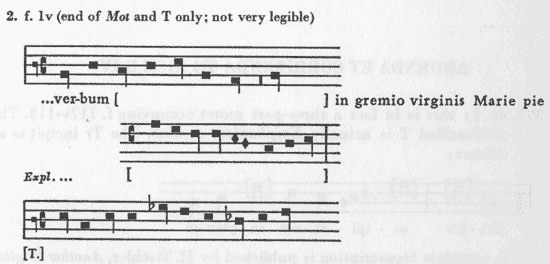 2. f. 1v (end of Mot and T only; not very legible)
...ver-bum [ ] in gremio virginis Marie pie
Expl. ... [ ]
[T.]